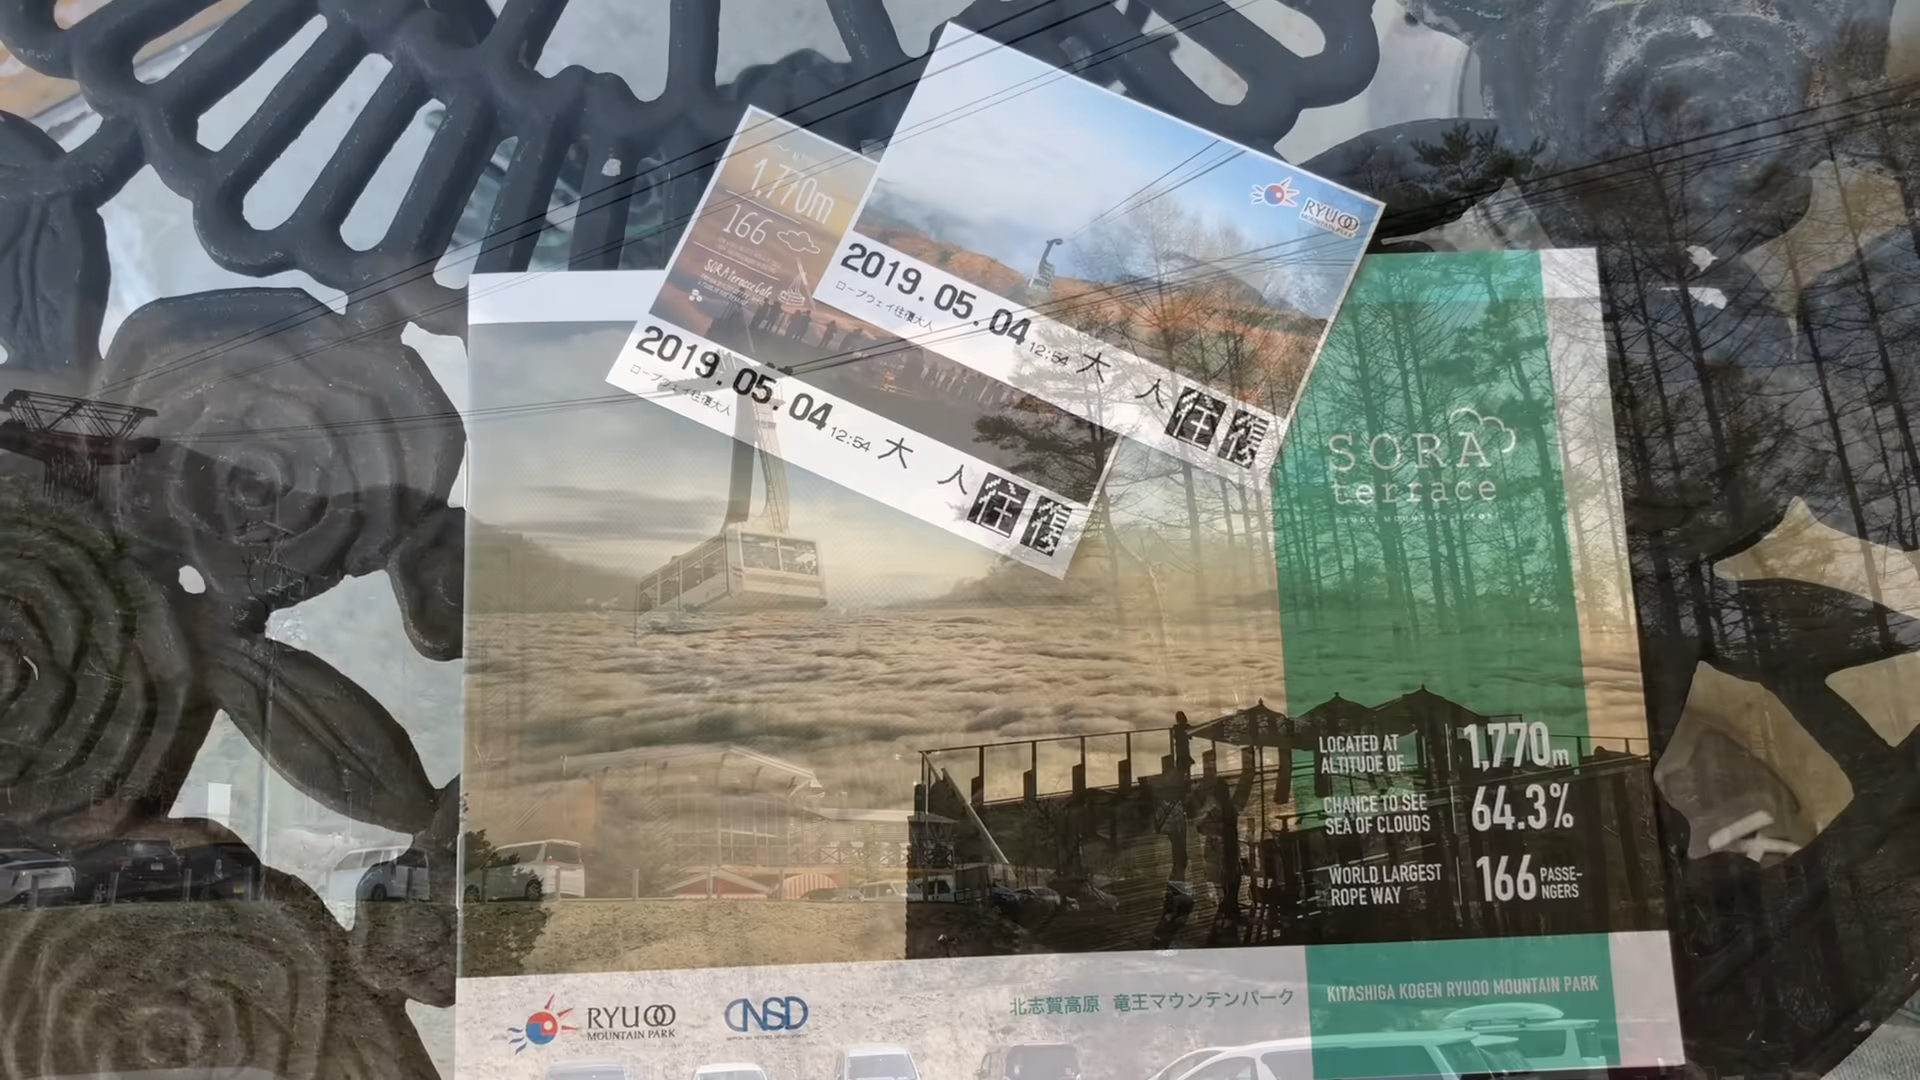 1,770m
166
SORA terrace Cafe
2019.05.04 12:54 大人 往復
ロープウェイ往復大人
RYUOO
MOUNTAIN PARK
2019.05.04 12:54 大人 往復
ロープウェイ往復大人
SORA
terrace
LOCATED AT
ALTITUDE OF
1,770m
CHANCE TO SEE
SEA OF CLOUDS
64.3%
WORLD LARGEST
ROPE WAY
166 PASSE-
NGERS
RYUOO
MOUNTAIN PARK
NSD
北志賀高原 竜王マウンテンパーク
KITASHIGA KOGEN RYUOO MOUNTAIN PARK